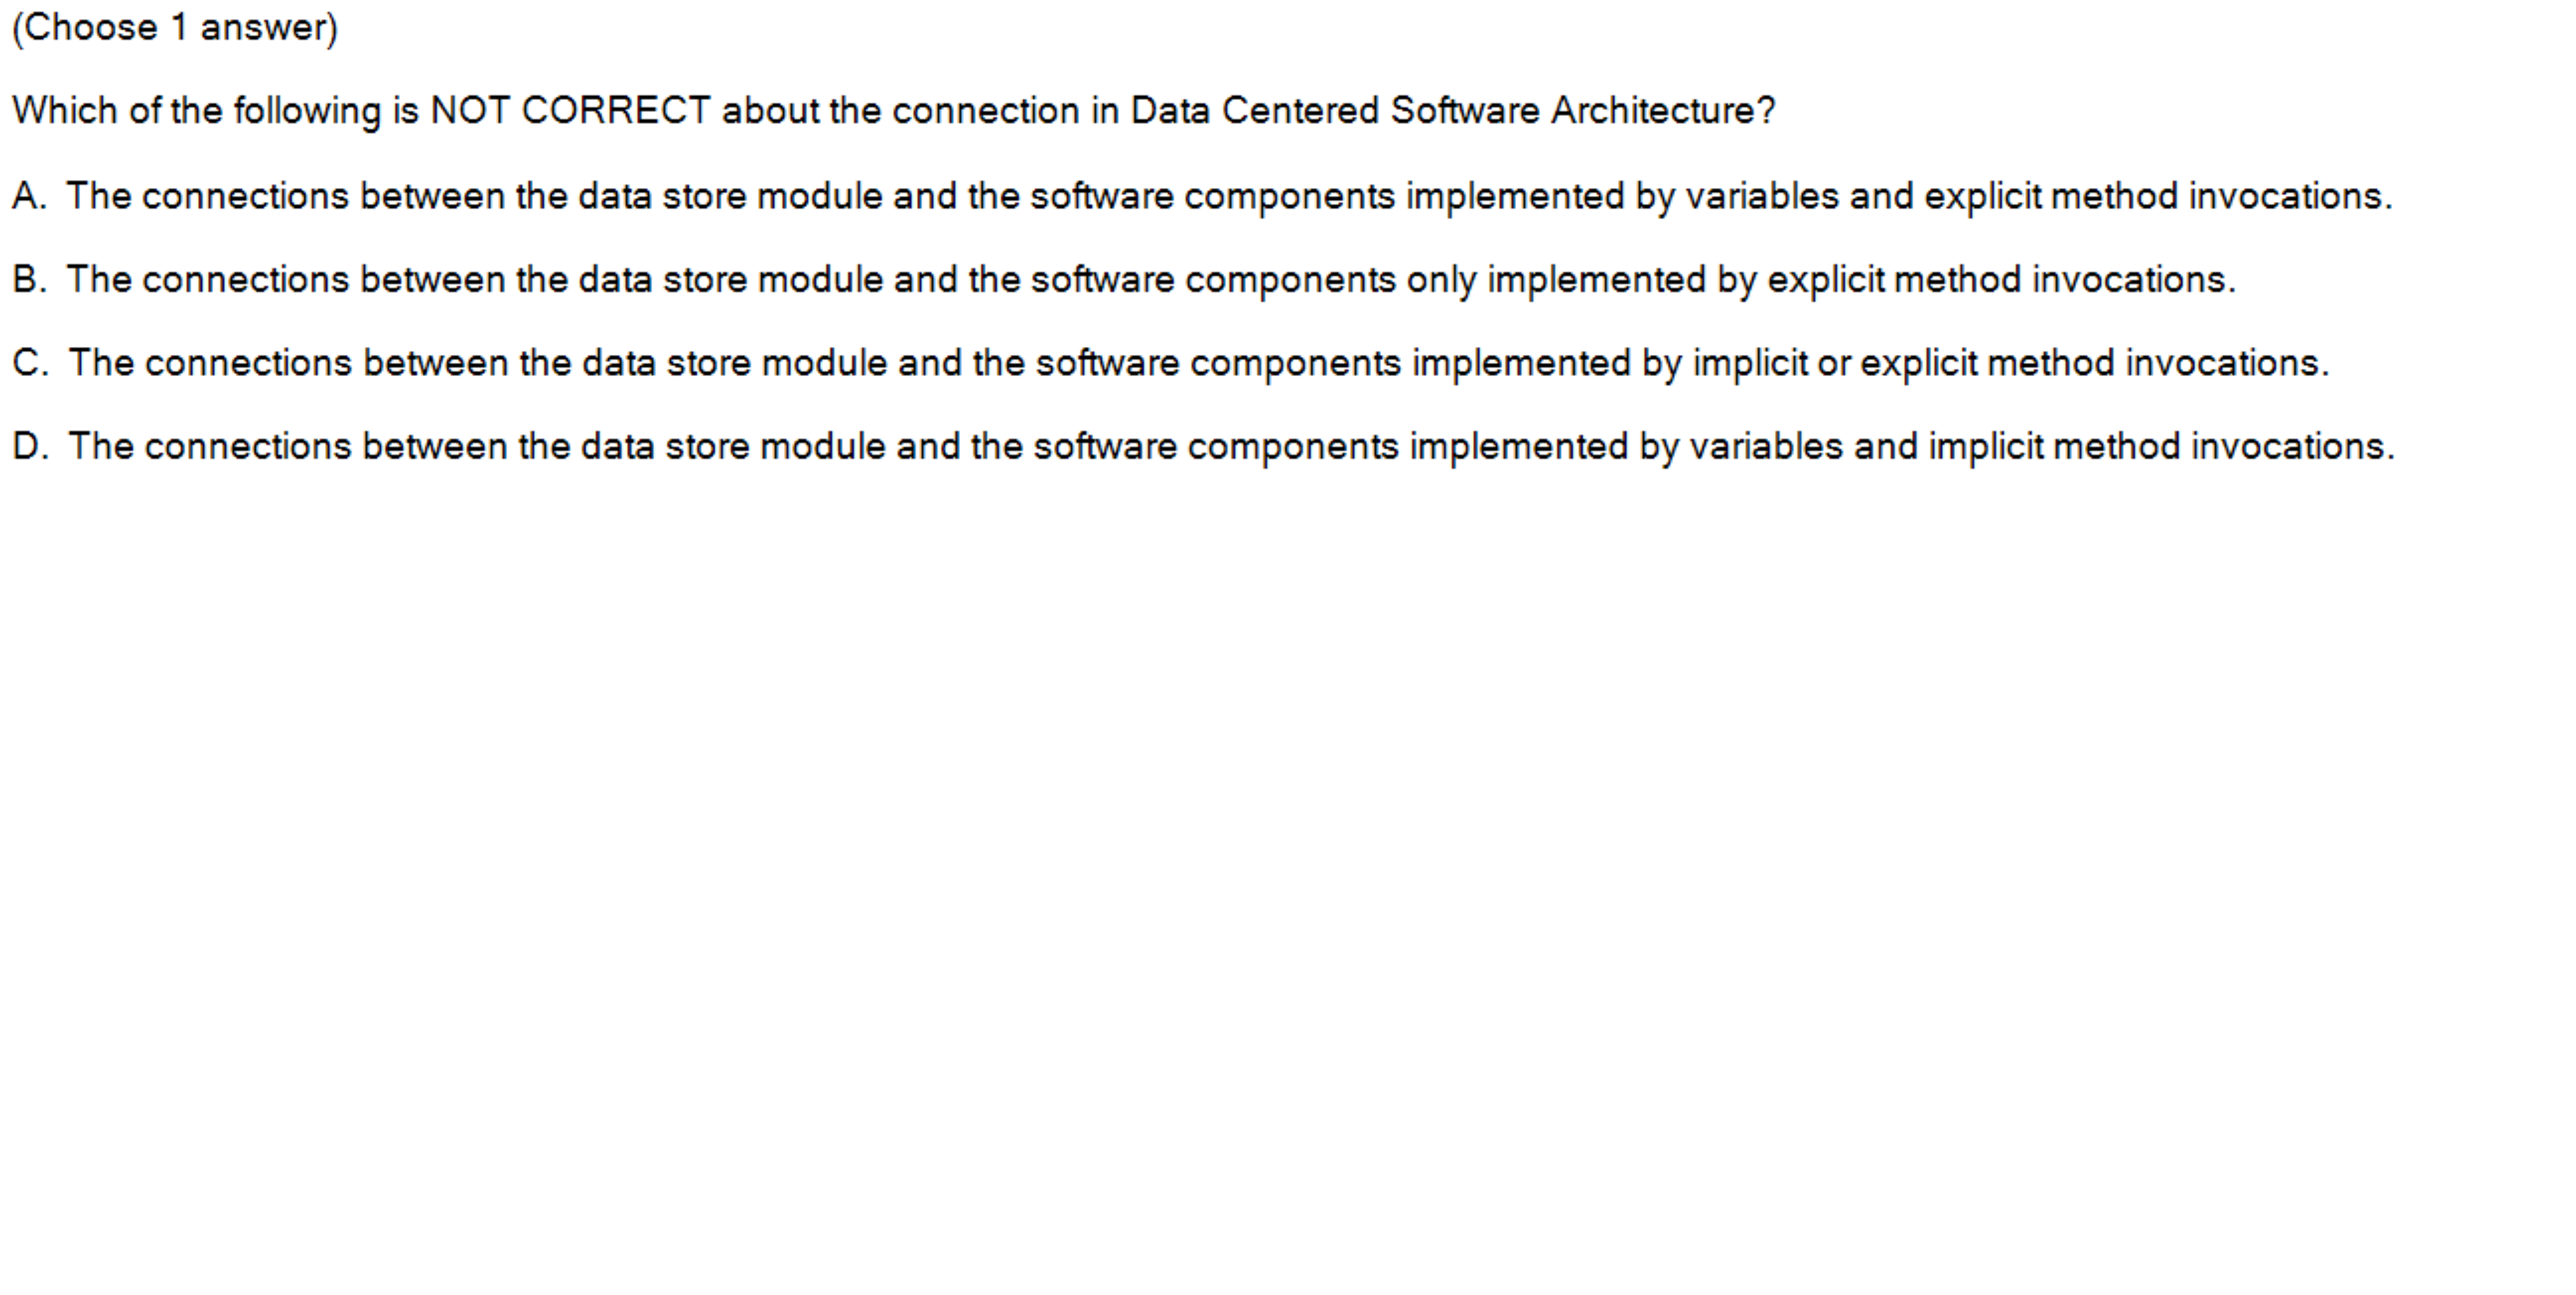 (Choose 1 answer)
Which of the following is NOT CORRECT about the connection in Data Centered Software Architecture?
A. The connections between the data store module and the software components implemented by variables and explicit method invocations.
B. The connections between the data store module and the software components only implemented by explicit method invocations.
C. The connections between the data store module and the software components implemented by implicit or explicit method invocations.
D. The connections between the data store module and the software components implemented by variables and implicit method invocations.